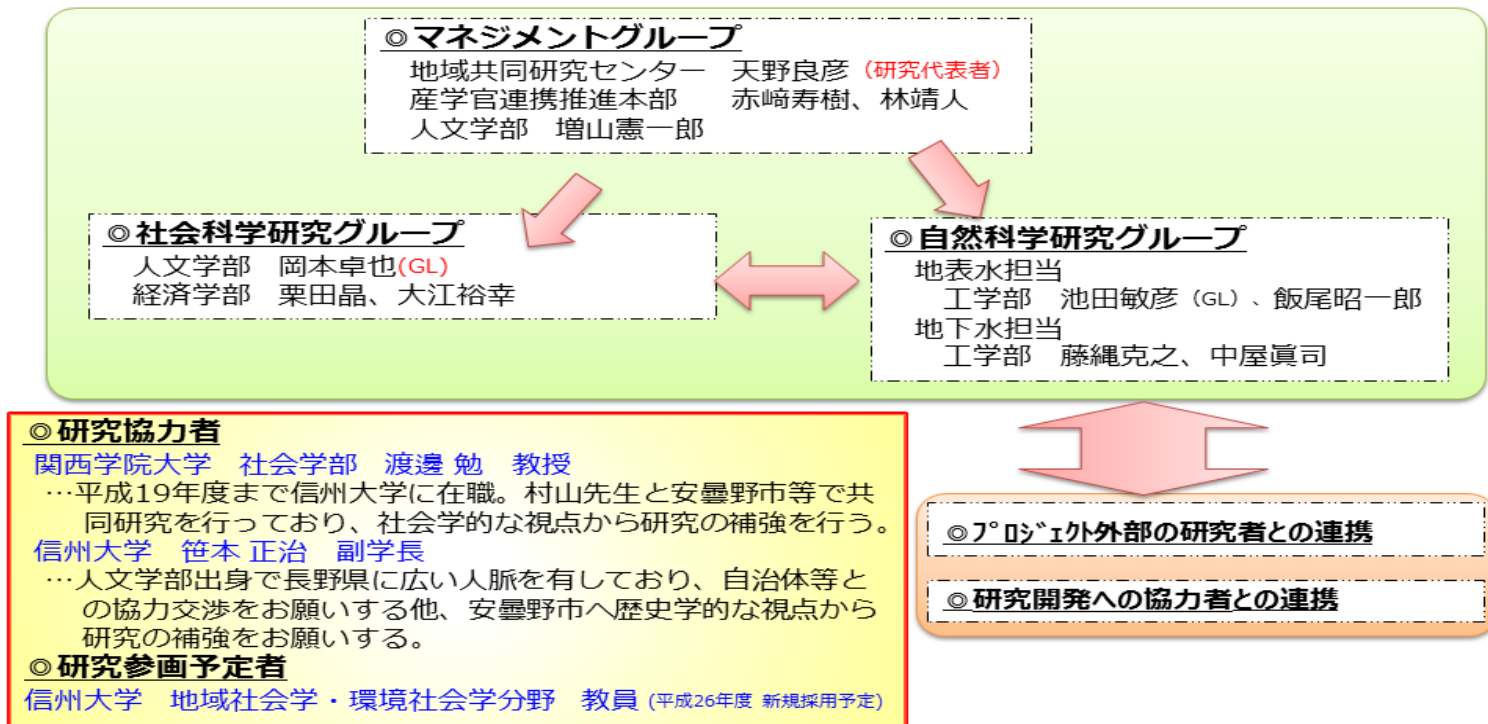 ◎マネジメントグループ
地域共同研究センター　天野良彦（研究代表者）
産学官連携推進本部　　赤﨑寿樹、林靖人
人文学部　増山憲一郎
◎社会科学研究グループ
人文学部　岡本卓也(GL)
経済学部　栗田晶、大江裕幸
◎自然科学研究グループ
地表水担当
工学部　池田敏彦（GL）、飯尾昭一郎
地下水担当
工学部　藤縄克之、中屋眞司
◎研究協力者
関西学院大学　社会学部　渡邊 勉　教授
…平成19年度まで信州大学に在職。村山先生と安曇野市等で共
同研究を行っており、社会学的な視点から研究の補強を行う。
信州大学　笹本 正治　副学長
…人文学部出身で長野県に広い人脈を有しており、自治体等と
の協力交渉をお願いする他、安曇野市へ歴史学的な視点から
研究の補強をお願いする。
◎研究参画予定者
信州大学　地域社会学・環境社会学分野　教員（平成26年度 新規採用予定）
◎ﾌﾟﾛｼﾞｪｸﾄ外部の研究者との連携
◎研究開発への協力者との連携